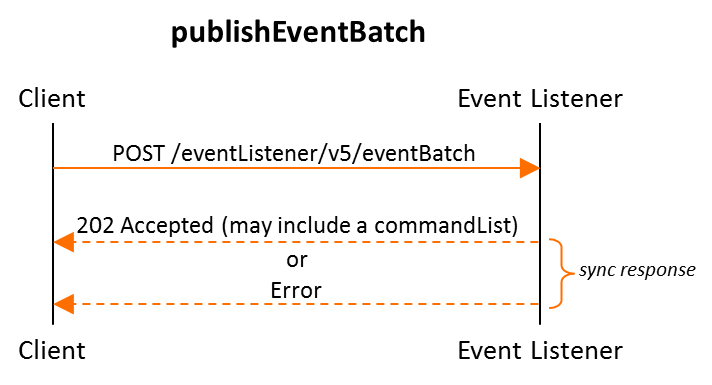 publishEventBatch
Client
Event Listener
POST /eventListener/v5/eventBatch
202 Accepted (may include a commandList)
or
sync response
Error
Client
Event Listener